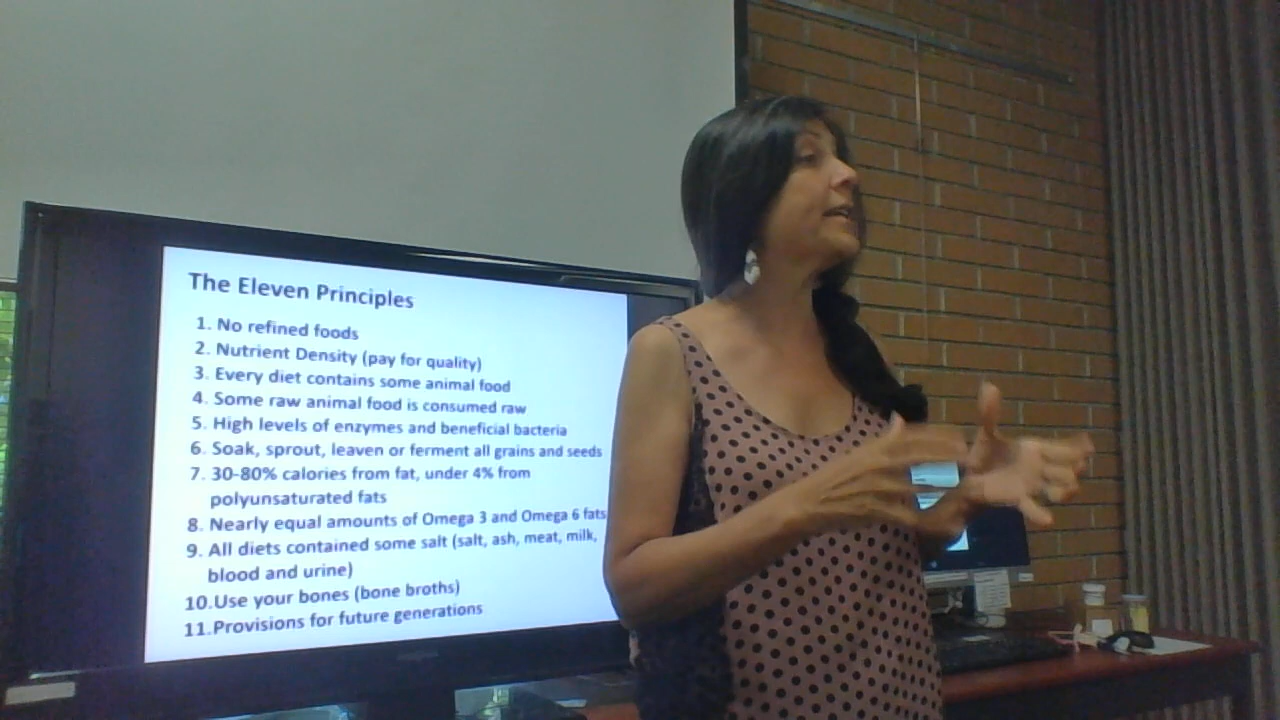 The Eleven Principles
1. No refined foods
2. Nutrient Density (pay for quality)
3. Every diet contains some animal food
4. Some raw animal food is consumed raw
5. High levels of enzymes and beneficial bacteria
6. Soak, sprout, leaven or ferment all grains and seeds
7. 30-80% calories from fat, under 4% from
polyunsaturated fats
8. Nearly equal amounts of Omega 3 and Omega 6 fats
9. All diets contained some salt (salt, ash, meat, milk,
blood and urine)
10.Use your bones (bone broths)
11.Provisions for future generations